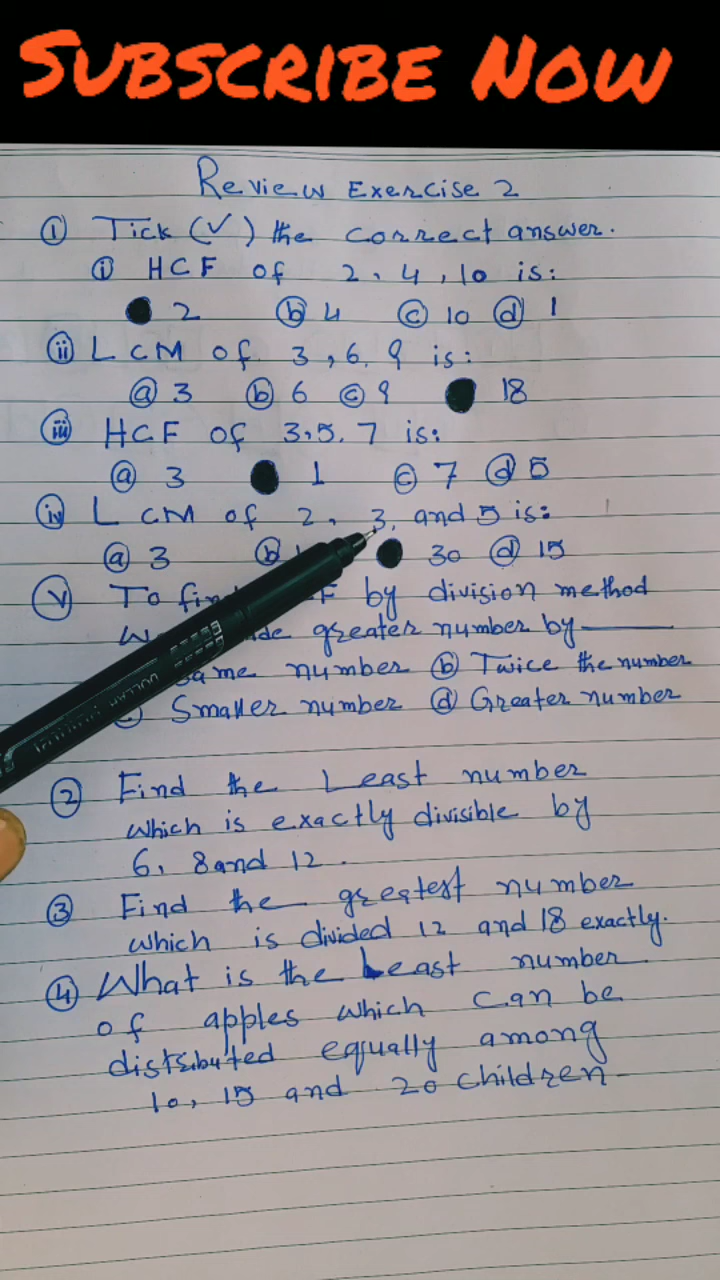 SUBSCRIBE NOW
Review Exercise 2
① Tick (✓) the correct answer.
ⓘ HCF of 2, 4, 10 is:
2 ⓑ 4 ⓒ 10 ⓓ 1
ⅱ LCM of 3, 6, 9 is:
ⓐ 3 ⓑ 6 ⓒ 9 18
ⅲ HCF of 3, 5, 7 is:
ⓐ 3 1 ⓒ 7 ⓓ 5
ⅳ LCM of 2, 3, and 5 is:
ⓐ 3 ⓑ 30 ⓓ 15
ⅴ To by division method
greater number by ———
number ⓑ Twice the number
Smaller number ⓓ Greater number
② Find the Least number
which is exactly divisible by
6, 8 and 12.
③ Find the greatest number
which is divided 12 and 18 exactly.
④ What is the Least number
of apples which can be
distributed equally among
10, 15 and 20 children